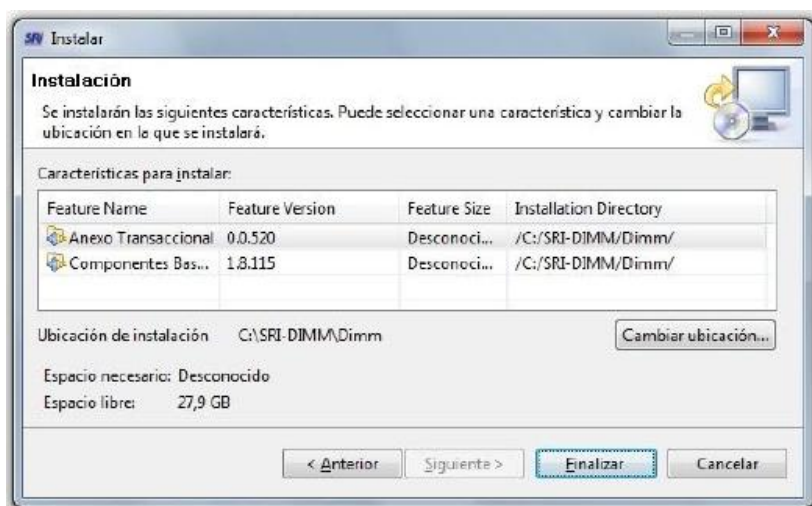 SRI Instalar
Instalación
Se instalarán las siguientes características. Puede seleccionar una característica y cambiar la
ubicación en la que se instalará.
Características para instalar:
Feature Name Feature Version Feature Size Installation Directory
Anexo Transaccional 0.0.520 Desconoci... /C:/SRI-DIMM/Dimm/
Componentes Bas... 1.8.115 Desconoci... /C:/SRI-DIMM/Dimm/
Ubicación de instalación C:\SRI-DIMM\Dimm Cambiar ubicación...
Espacio necesario: Desconocido
Espacio libre: 27,9 GB
< Anterior Siguiente > Finalizar Cancelar